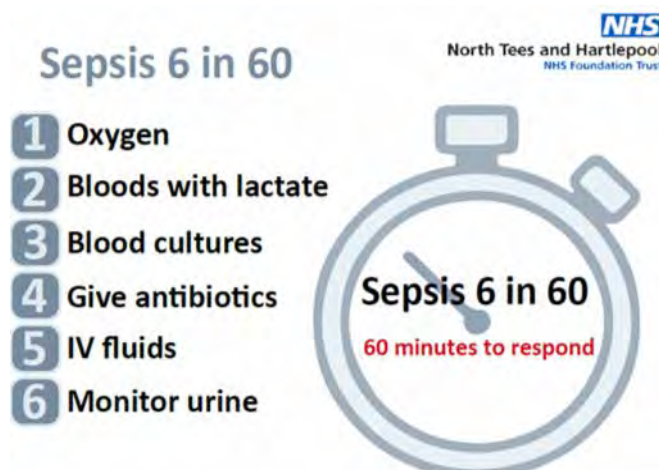 Sepsis 6 in 60
NHS
North Tees and Hartlepool
NHS Foundation Trust
1 Oxygen
2 Bloods with lactate
3 Blood cultures
4 Give antibiotics
5 IV fluids
6 Monitor urine
Sepsis 6 in 60
60 minutes to respond